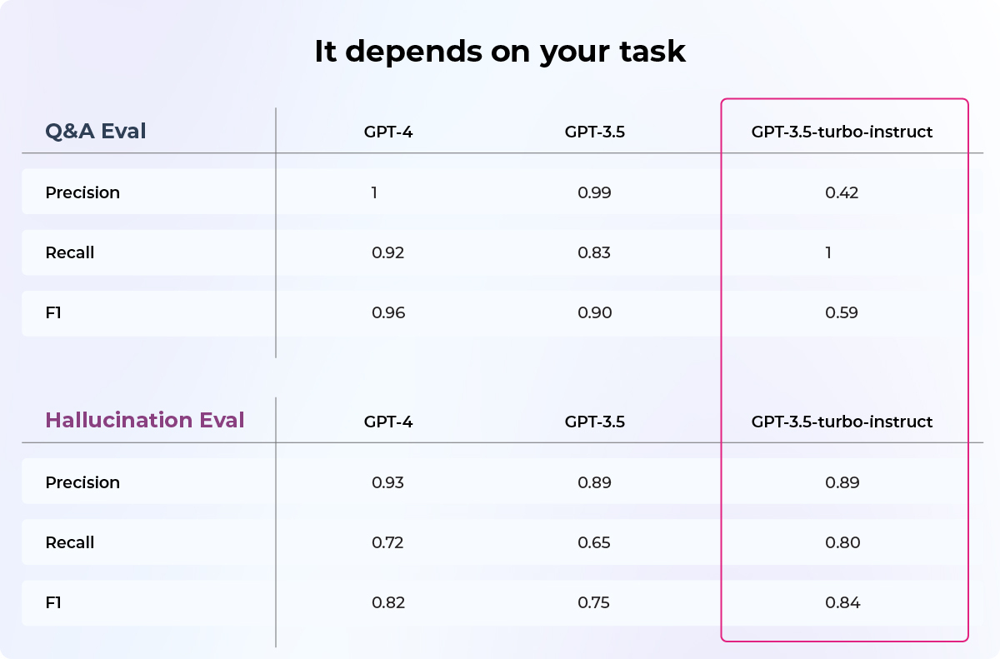 It depends on your task
Q&A Eval GPT-4 GPT-3.5 GPT-3.5-turbo-instruct
Precision 1 0.99 0.42
Recall 0.92 0.83 1
F1 0.96 0.90 0.59
Hallucination Eval GPT-4 GPT-3.5 GPT-3.5-turbo-instruct
Precision 0.93 0.89 0.89
Recall 0.72 0.65 0.80
F1 0.82 0.75 0.84